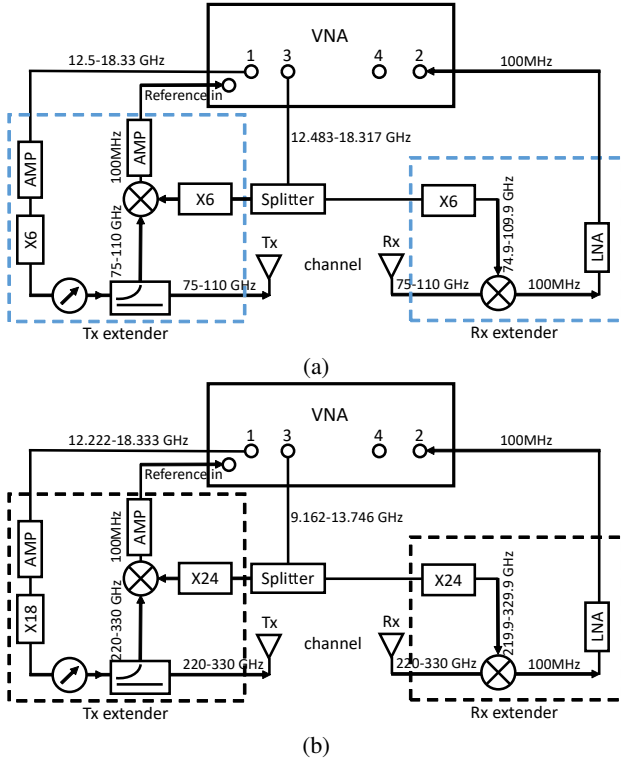 VNA
1 3 4 2
12.5-18.33 GHz
100MHz
Reference in
12.483-18.317 GHz
AMP
100MHz
AMP
X6
X6
Splitter
X6
74.9-109.9 GHz
LNA
75-110 GHz
Tx
channel
Rx
75-110 GHz
75-110 GHz
100MHz
Tx extender
Rx extender
(a)
VNA
1 3 4 2
12.222-18.333 GHz
100MHz
Reference in
9.162-13.746 GHz
AMP
100MHz
AMP
X18
X24
Splitter
X24
219.9-329.9 GHz
LNA
220-330 GHz
Tx
channel
Rx
220-330 GHz
220-330 GHz
100MHz
Tx extender
Rx extender
(b)